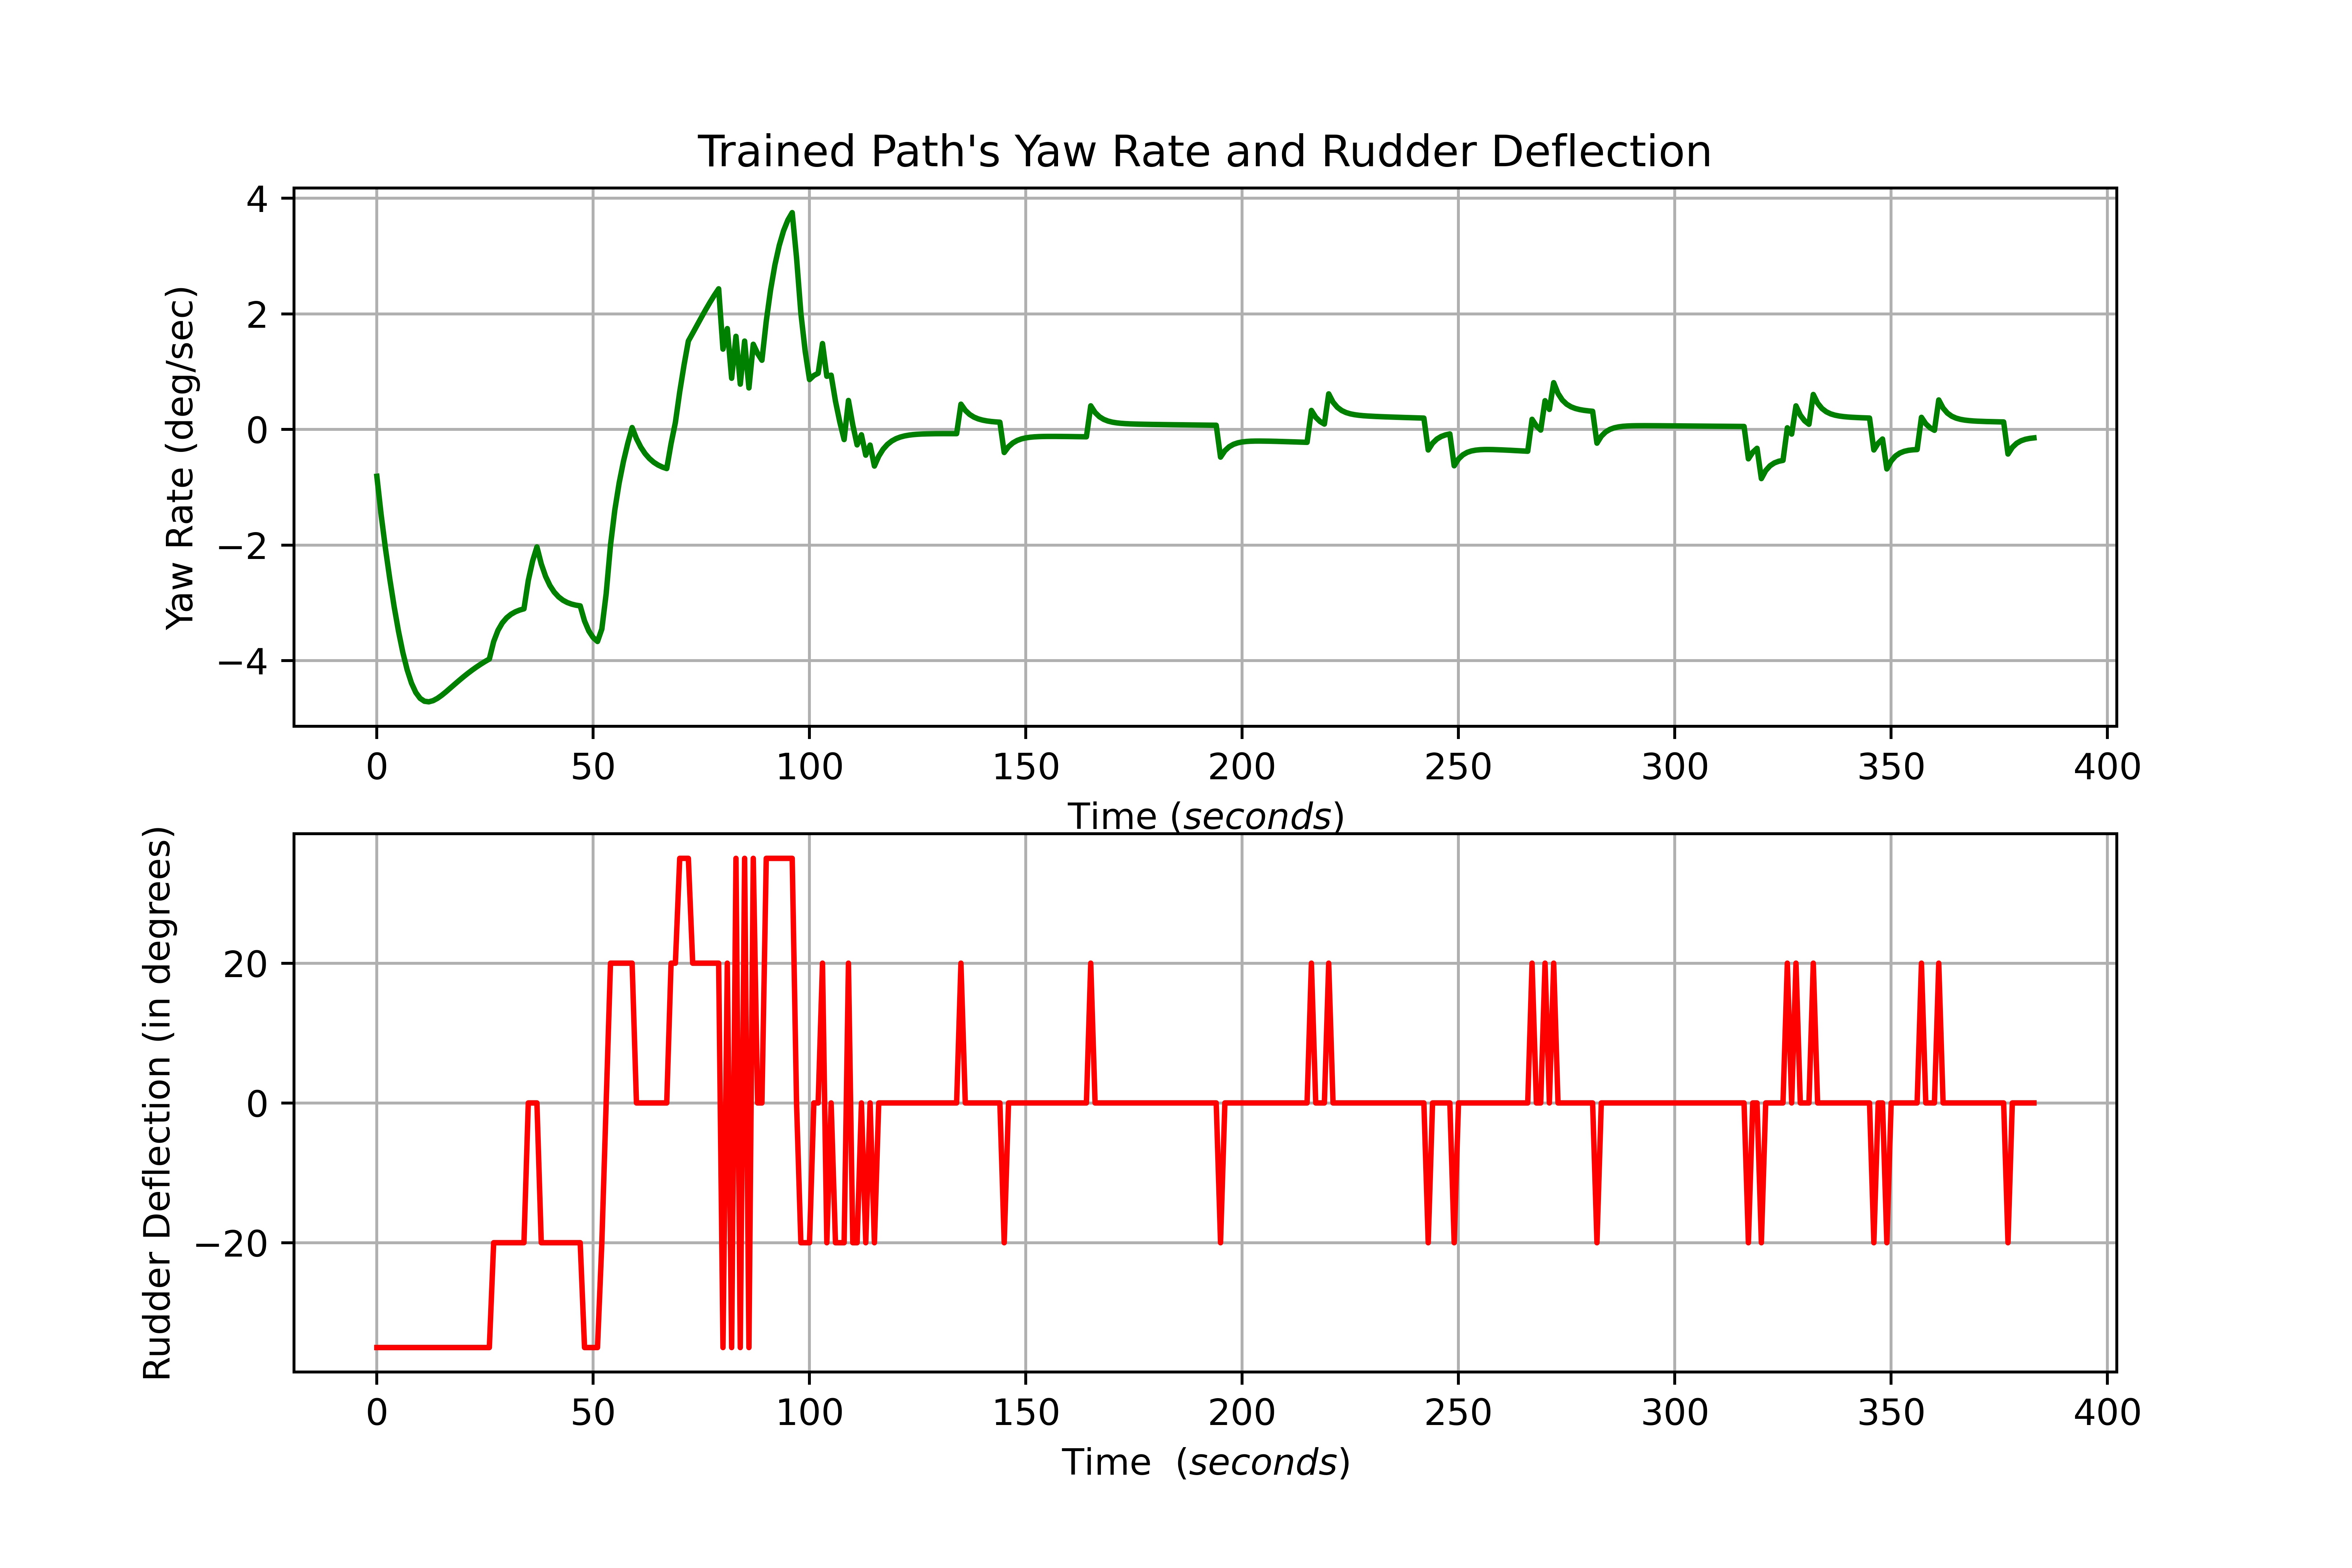 Trained Path's Yaw Rate and Rudder Deflection
Yaw Rate (deg/sec)
4
2
0
−2
−4
0 50 100 150 200 250 300 350 400
Time (seconds)
Rudder Deflection (in degrees)
20
0
−20
0 50 100 150 200 250 300 350 400
Time (seconds)